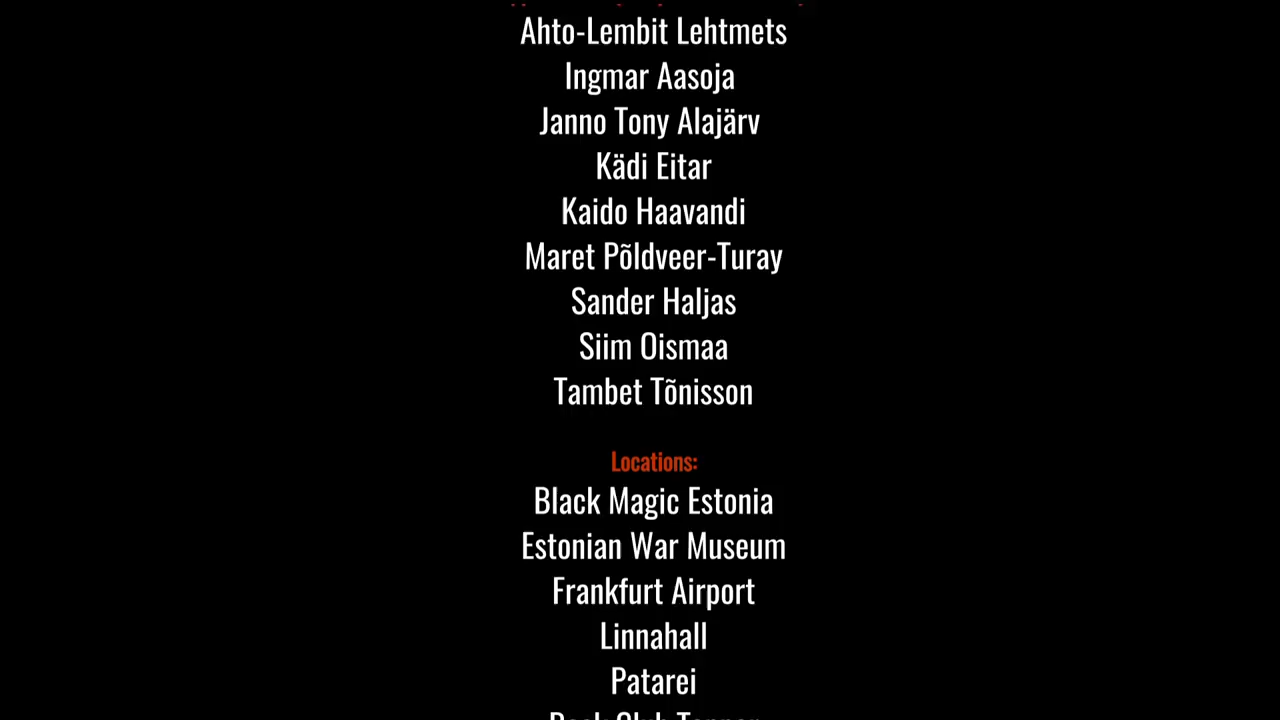 Ahto-Lembit Lehtmets
Ingmar Aasoja
Janno Tony Alajärv
Kädi Eitar
Kaido Haavandi
Maret Põldveer-Turay
Sander Haljas
Siim Oismaa
Tambet Tõnisson
Locations:
Black Magic Estonia
Estonian War Museum
Frankfurt Airport
Linnahall
Patarei